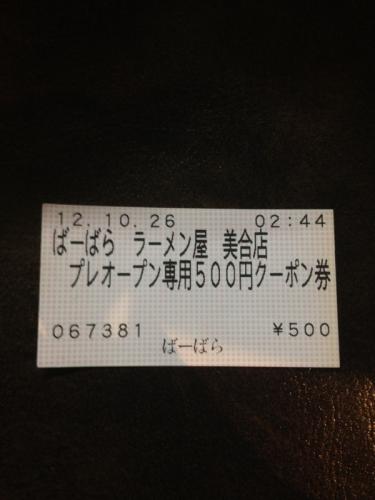 12.10.26 02:44
ばーばら ラーメン屋 美合店
プレオープン専用500円クーポン券
067381 ¥500
ばーばら